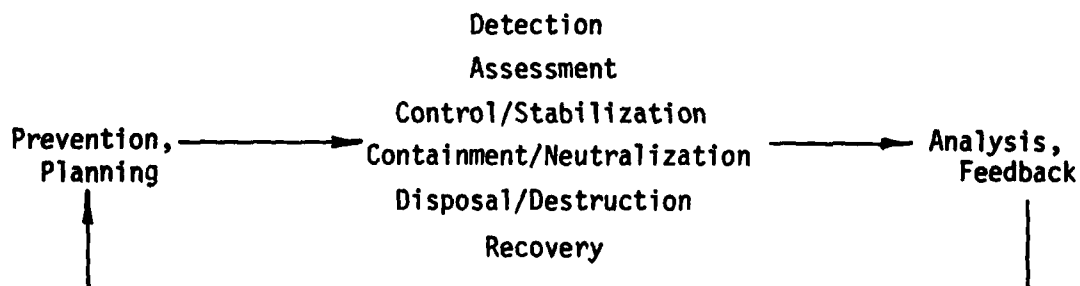 Prevention,
Planning
Detection
Assessment
Control/Stabilization
Containment/Neutralization
Disposal/Destruction
Recovery
Analysis,
Feedback